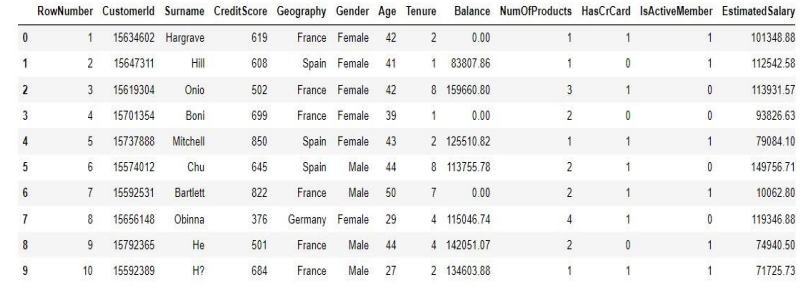 RowNumber CustomerId Surname CreditScore Geography Gender Age Tenure Balance NumOfProducts HasCrCard IsActiveMember EstimatedSalary
0 1 15634602 Hargrave 619 France Female 42 2 0.00 1 1 1 101348.88
1 2 15647311 Hill 608 Spain Female 41 1 83807.86 1 0 1 112542.58
2 3 15619304 Onio 502 France Female 42 8 159660.80 3 1 0 113931.57
3 4 15701354 Boni 699 France Female 39 1 0.00 2 0 0 93826.63
4 5 15737888 Mitchell 850 Spain Female 43 2 125510.82 1 1 1 79084.10
5 6 15574012 Chu 645 Spain Male 44 8 113755.78 2 1 0 149756.71
6 7 15592531 Bartlett 822 France Male 50 7 0.00 2 1 1 10062.80
7 8 15656148 Obinna 376 Germany Female 29 4 115046.74 4 1 0 119346.88
8 9 15792365 He 501 France Male 44 4 142051.07 2 0 1 74940.50
9 10 15592389 H? 684 France Male 27 2 134603.88 1 1 1 71725.73